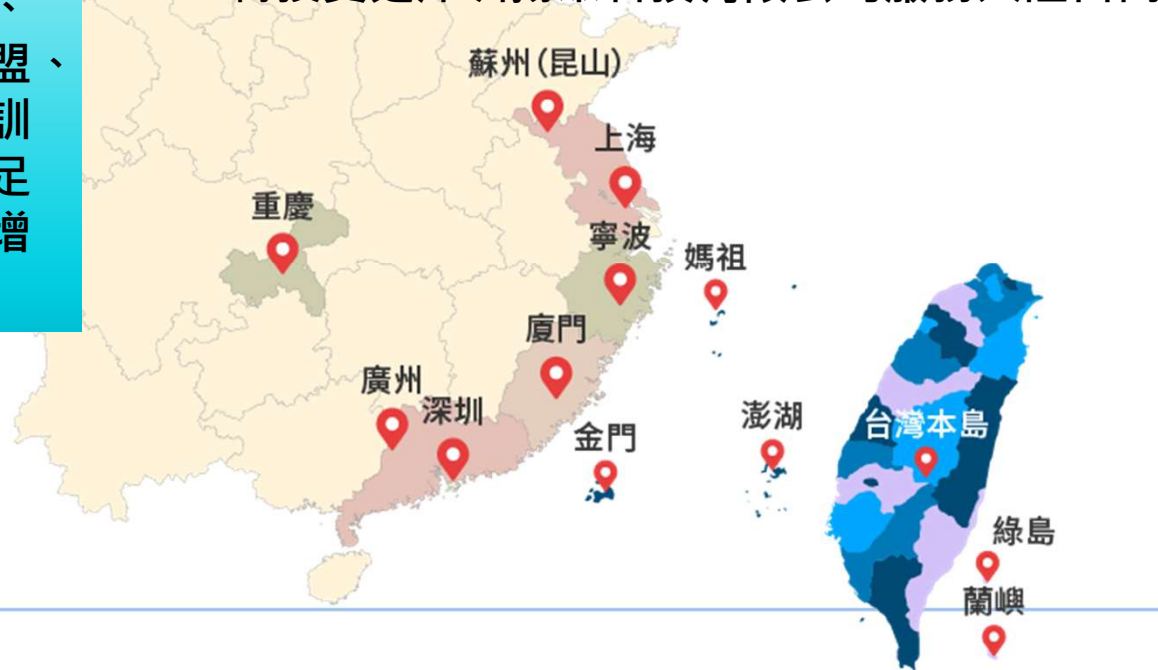 、
盟、
訓
足
增
蘇州(昆山)
上海
重慶
寧波
媽祖
廈門
廣州
深圳
金門
澎湖
台灣本島
綠島
蘭嶼